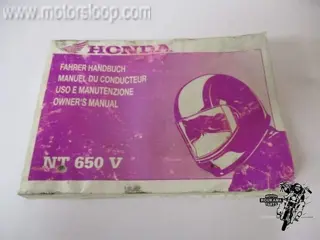 www.motorsloop.com
HONDA
FAHRER HANDBUCH
MANUEL DU CONDUCTEUR
USO E MANUTENZIONE
OWNER'S MANUAL
NT 650 V